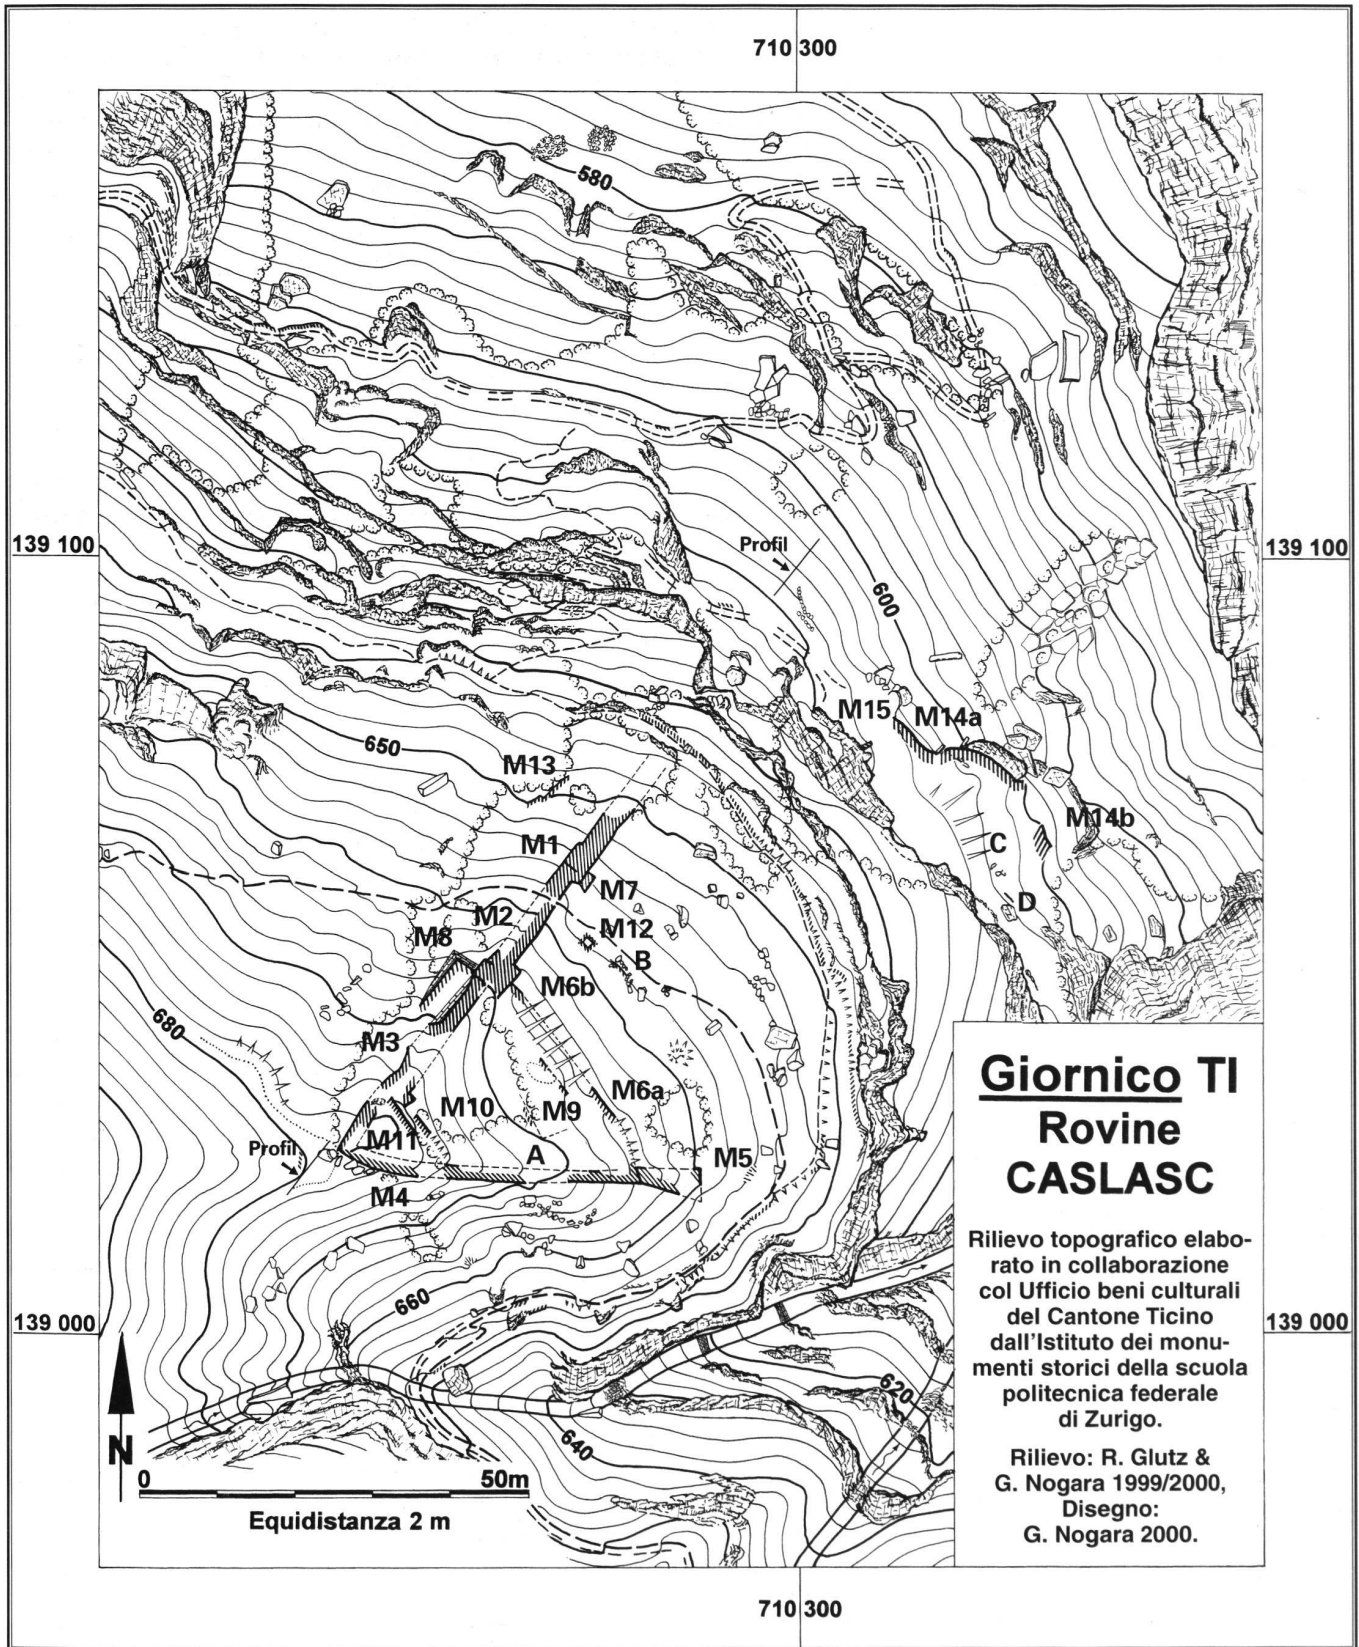 710 300
580
139 100
139 100
Profil
600
M15
M14a
650
M13
M14b
M1
C
M7
D
M2
M12
M8
B
M6b
680
M3
Giornico TI
Rovine
CASLASC
M6a
M10
M9
M11
Profil
A
M5
M4
Rilievo topografico elabo-
rato in collaborazione
col Ufficio beni culturali
del Cantone Ticino
dall'Istituto dei monu-
menti storici della scuola
politecnica federale
di Zurigo.
660
139 000
139 000
620
640
N
0
50m
Rilievo: R. Glutz &
G. Nogara 1999/2000,
Disegno:
G. Nogara 2000.
Equidistanza 2 m
710 300